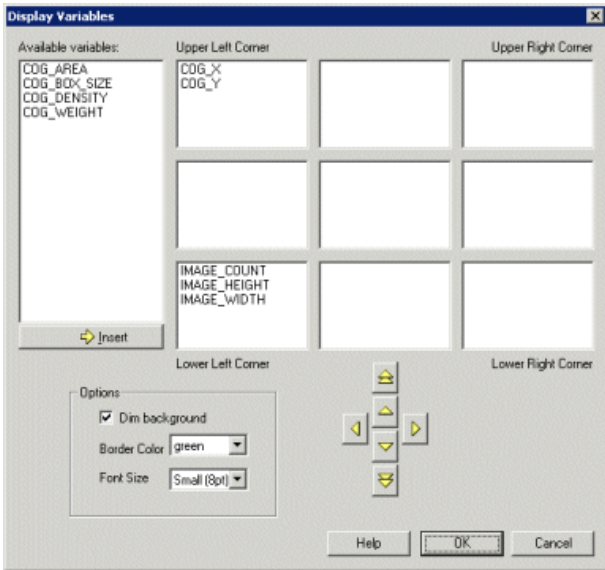 Display Variables
Available variables:
Upper Left Corner
Upper Right Corner
COG_AREA
COG_BOX_SIZE
COG_DENSITY
COG_WEIGHT
COG_X
COG_Y
IMAGE_COUNT
IMAGE_HEIGHT
IMAGE_WIDTH
Insert
Lower Left Corner
Lower Right Corner
Options
Dim background
Border Color
green
Font Size
Small (8pt)
Help
OK
Cancel